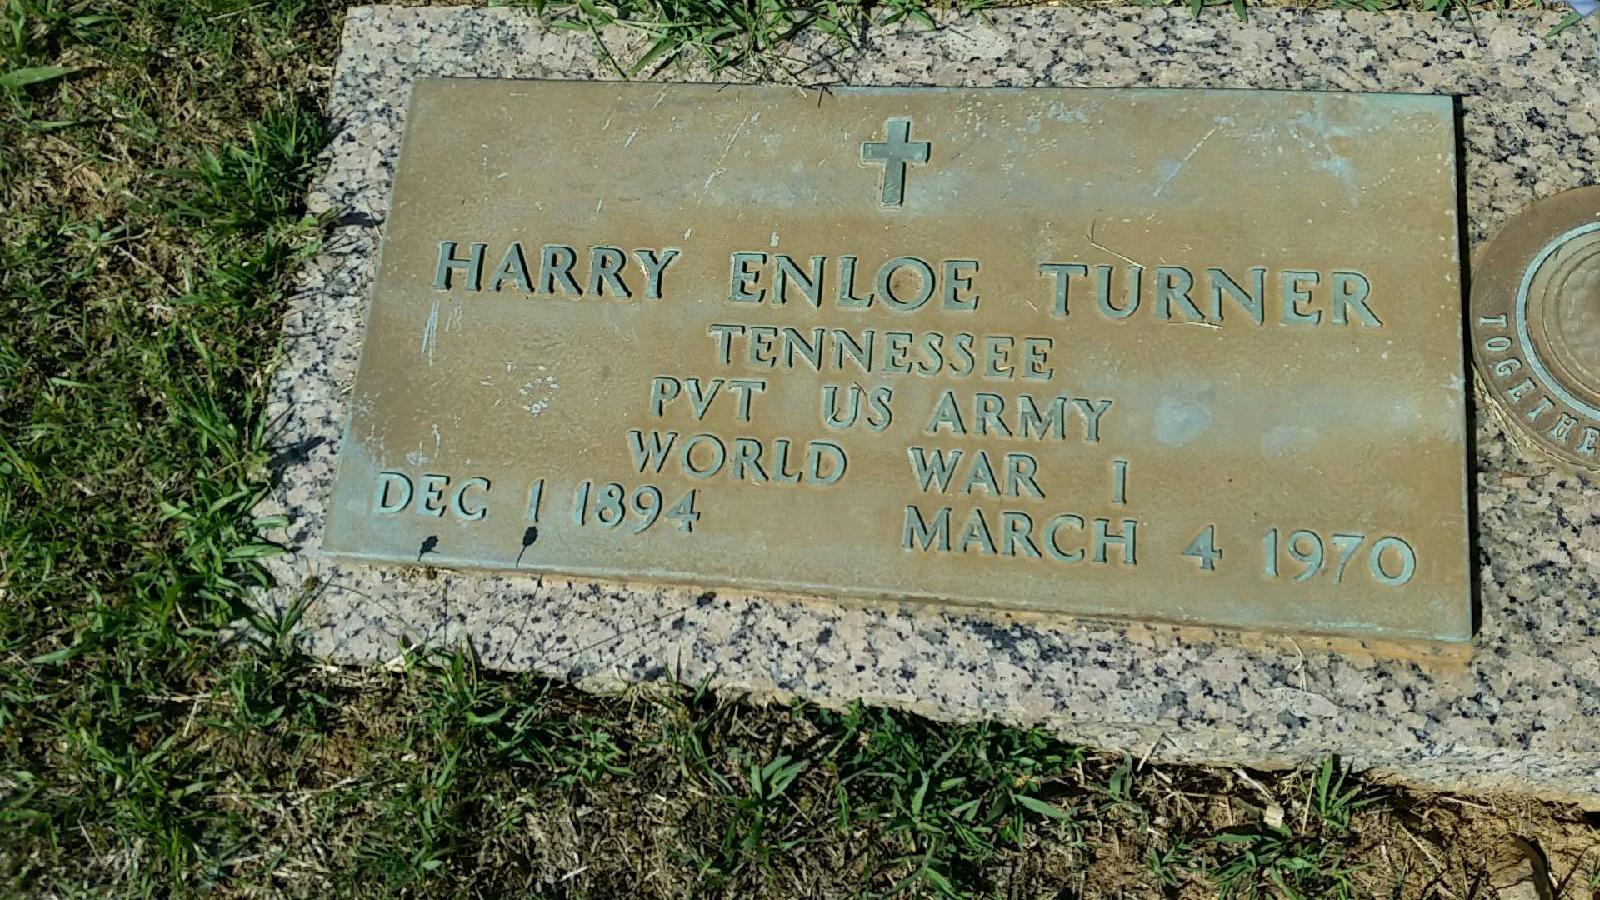 HARRY ENLOE TURNER
TENNESSEE
PVT US ARMY
WORLD WAR I
DEC 1 1894 MARCH 4 1970